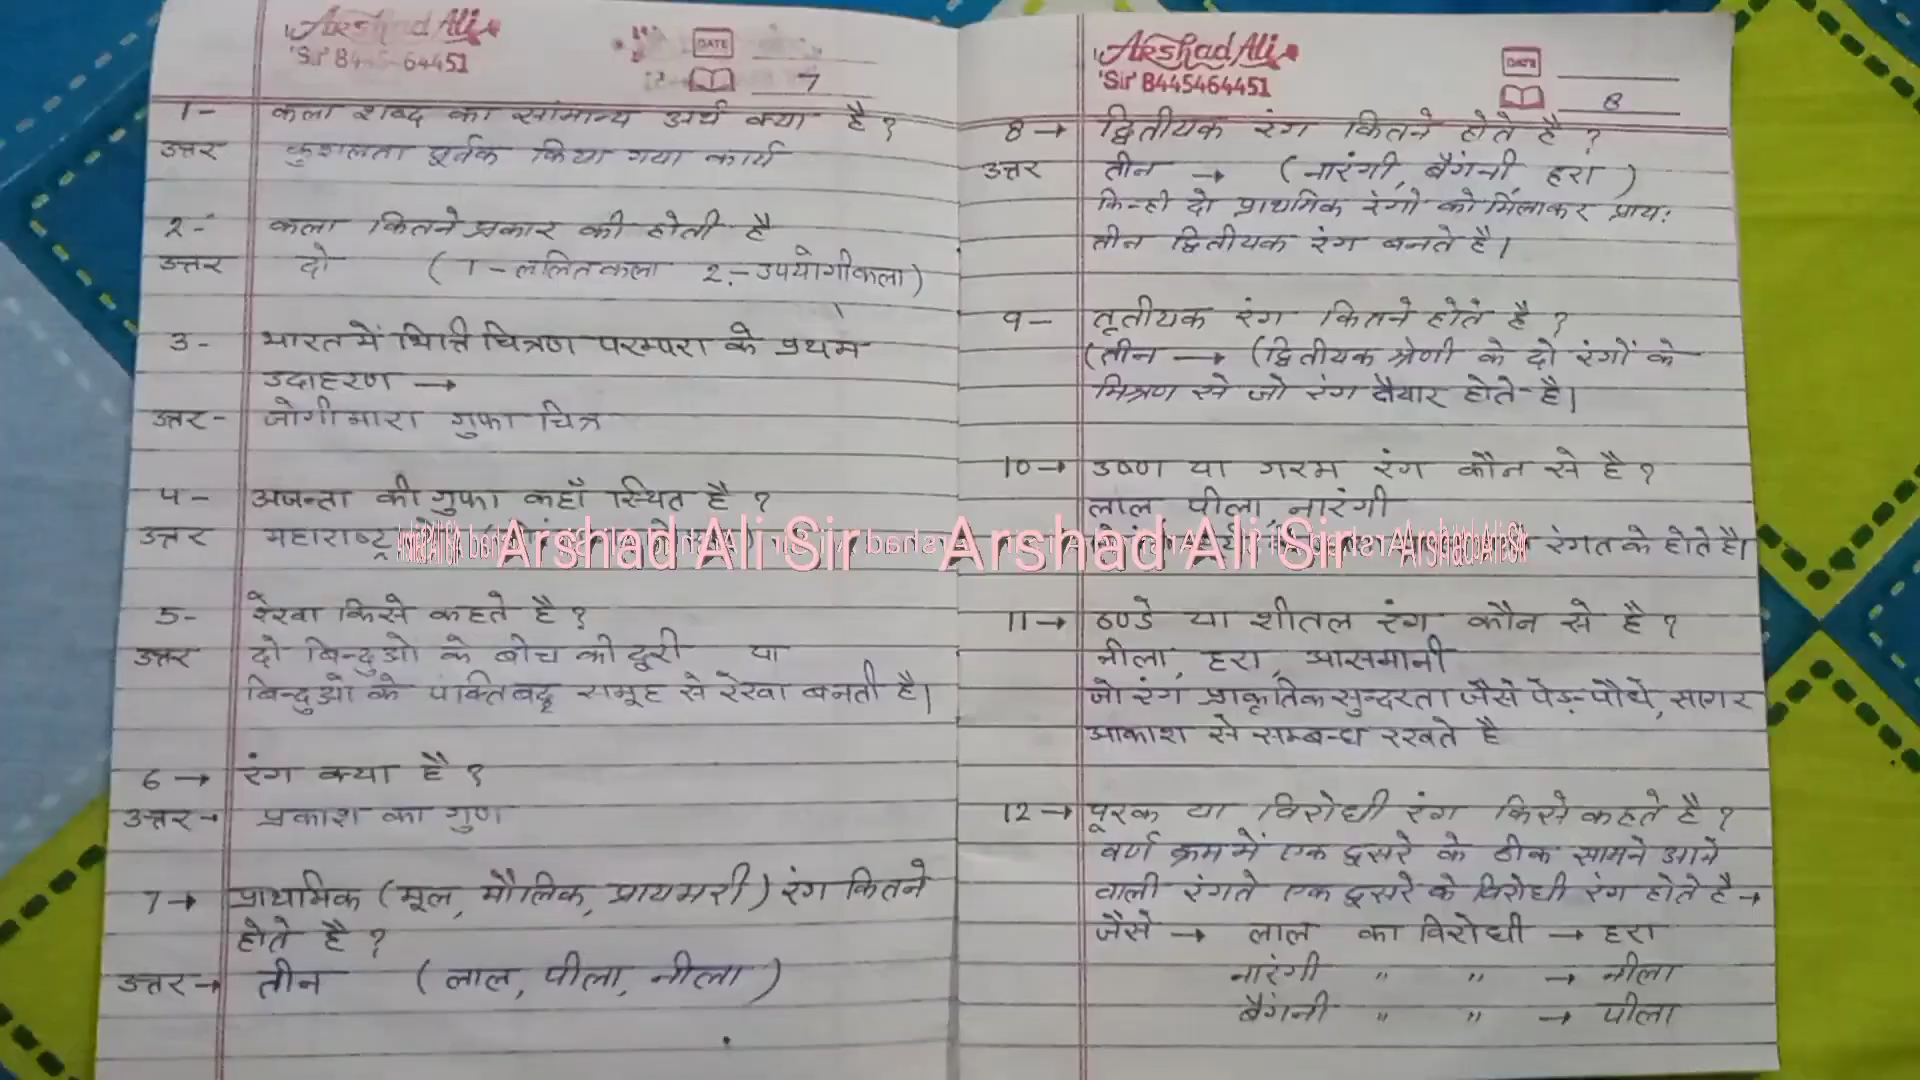 Arshad Ali
'Sir' 8445464451
DATE
7
1- कला शब्द का सामान्य अर्थ क्या है ?
उत्तर कुशलता पूर्वक किया गया कार्य
2- कला कितने प्रकार की होती है
उत्तर दो (1-ललितकला 2.-उपयोगीकला)
3- भारत में भित्ति चित्रण परम्परा के प्रथम
उदाहरण →
उत्तर- जोगीमारा गुफा चित्र
4- अजन्ता की गुफा कहाँ स्थित है ?
उत्तर महाराष्ट्र
5- रेखा किसे कहते है ?
उत्तर दो बिन्दुओ के बीच की दूरी या
बिन्दुओ के पंक्तिबद्ध समूह से रेखा बनती है।
6 → रंग क्या है ?
उत्तर → प्रकाश का गुण
7 → प्राथमिक (मूल, मौलिक, प्रायमरी) रंग कितने
होते है ?
उत्तर → तीन (लाल, पीला, नीला)
Arshad Ali
'Sir' 8445464451
DATE
8
8 → द्वितीयक रंग कितने होते है ?
उत्तर तीन → (नारंगी, बैंगनी हरा)
किन्ही दो प्राथमिक रंगो को मिलाकर प्राय:
तीन द्वितीयक रंग बनते है।
9- तृतीयक रंग कितने होते है ?
(तीन → (द्वितीयक श्रेणी के दो रंगों के
मिश्रण से जो रंग तैयार होते है।
10 → उष्ण या गरम रंग कौन से है ?
लाल, पीला, नारंगी
रंगत के होते है।
11 → ठण्डे या शीतल रंग कौन से है ?
नीला, हरा, आसमानी
जो रंग प्राकृतिक सुन्दरता जैसे पेड़-पौधे, सागर
आकाश से सम्बन्ध रखते है
12 → पूरक या विरोधी रंग किसे कहते है ?
वर्ण क्रम में एक दूसरे के ठीक सामने आने
वाली रंगते एक दूसरे के विरोधी रंग होते है →
जैसे → लाल का विरोधी → हरा
नारंगी " " → नीला
बैंगनी " " → पीला
Arshad Ali Sir Arshad Ali Sir